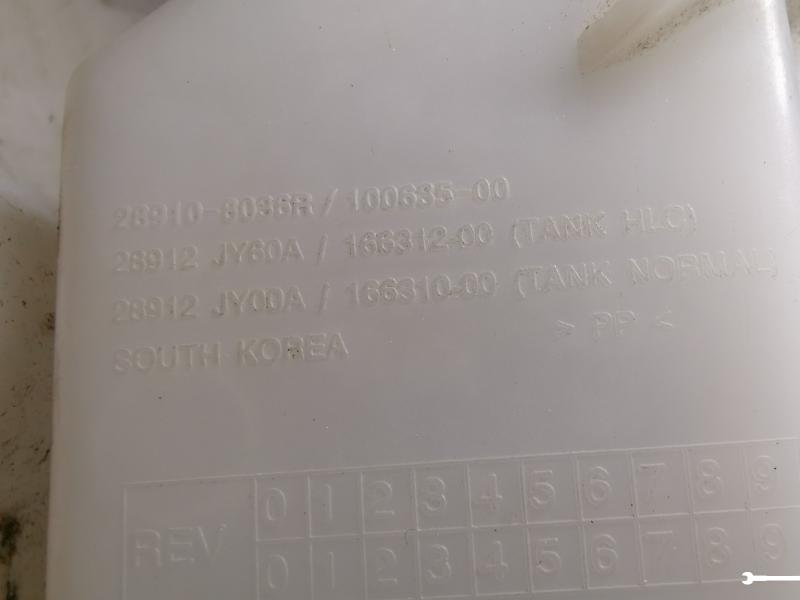 28910-8036R / 100635-00
28912 JY60A / 166312-00 (TANK HLC)
28912 JY00A / 166310-00 (TANK NORMAL)
SOUTH KOREA
> PP <
REV 0 1 2 3 4 5 6 7 8 9
0 1 2 3 4 5 6 7 8 9